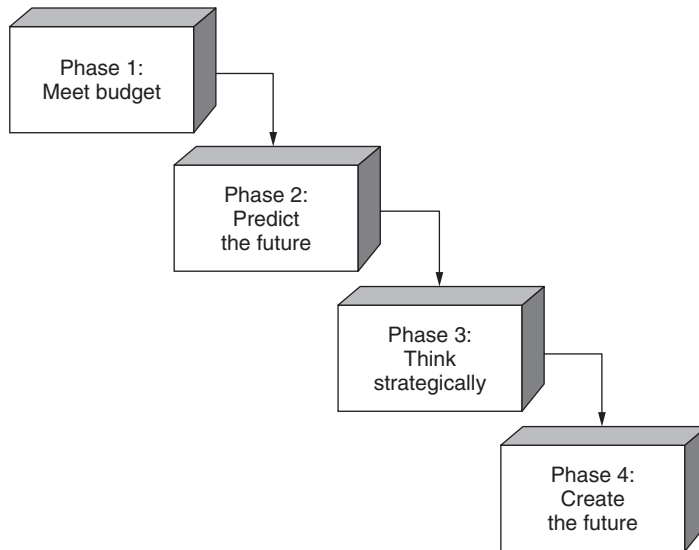 Phase 1:
Meet budget
Phase 2:
Predict
the future
Phase 3:
Think
strategically
Phase 4:
Create
the future